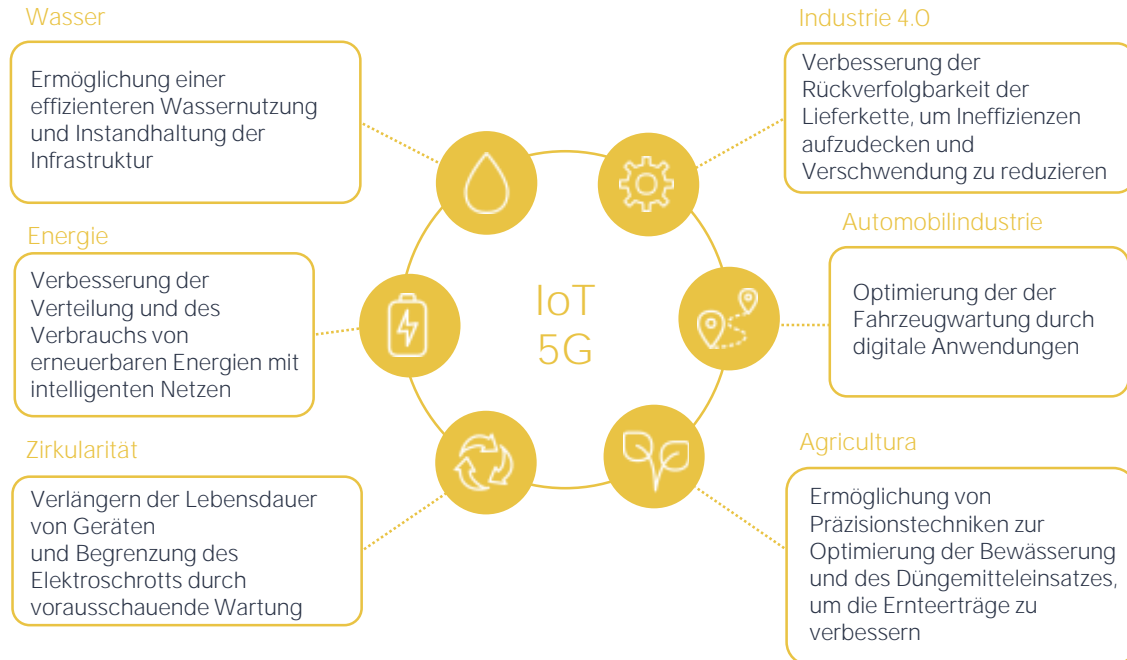 Wasser
Ermöglichung einer
effizienteren Wassernutzung
und Instandhaltung der
Infrastruktur
Energie
Verbesserung der
Verteilung und des
Verbrauchs von
erneuerbaren Energien mit
intelligenten Netzen
Zirkularität
Verlängern der Lebensdauer
von Geräten
und Begrenzung des
Elektroschrotts durch
vorausschauende Wartung
IoT
5G
Industrie 4.0
Verbesserung der
Rückverfolgbarkeit der
Lieferkette, um Ineffizienzen
aufzudecken und
Verschwendung zu reduzieren
Automobilindustrie
Optimierung der der
Fahrzeugwartung durch
digitale Anwendungen
Agricultura
Ermöglichung von
Präzisionstechniken zur
Optimierung der Bewässerung
und des Düngemitteleinsatzes,
um die Ernteerträge zu
verbessern